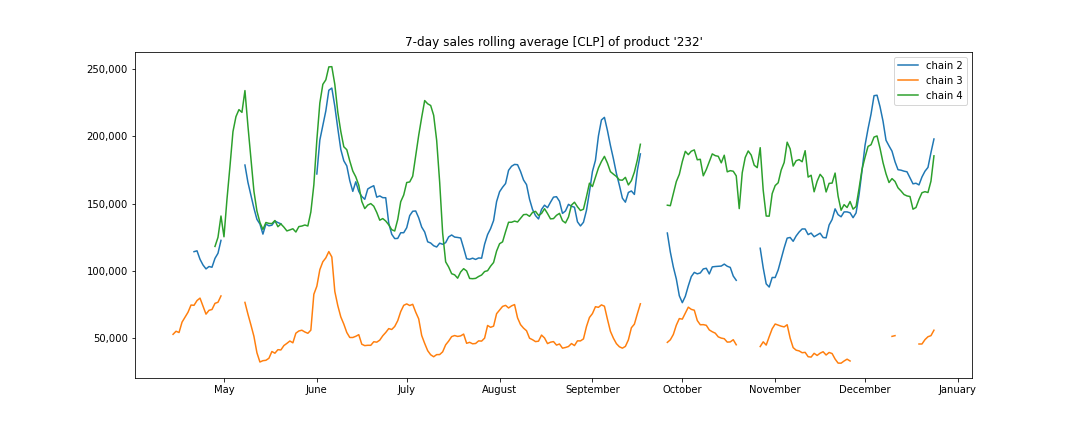 7-day sales rolling average [CLP] of product '232'
250,000
200,000
150,000
100,000
50,000
chain 2
chain 3
chain 4
May June July August September October November December January